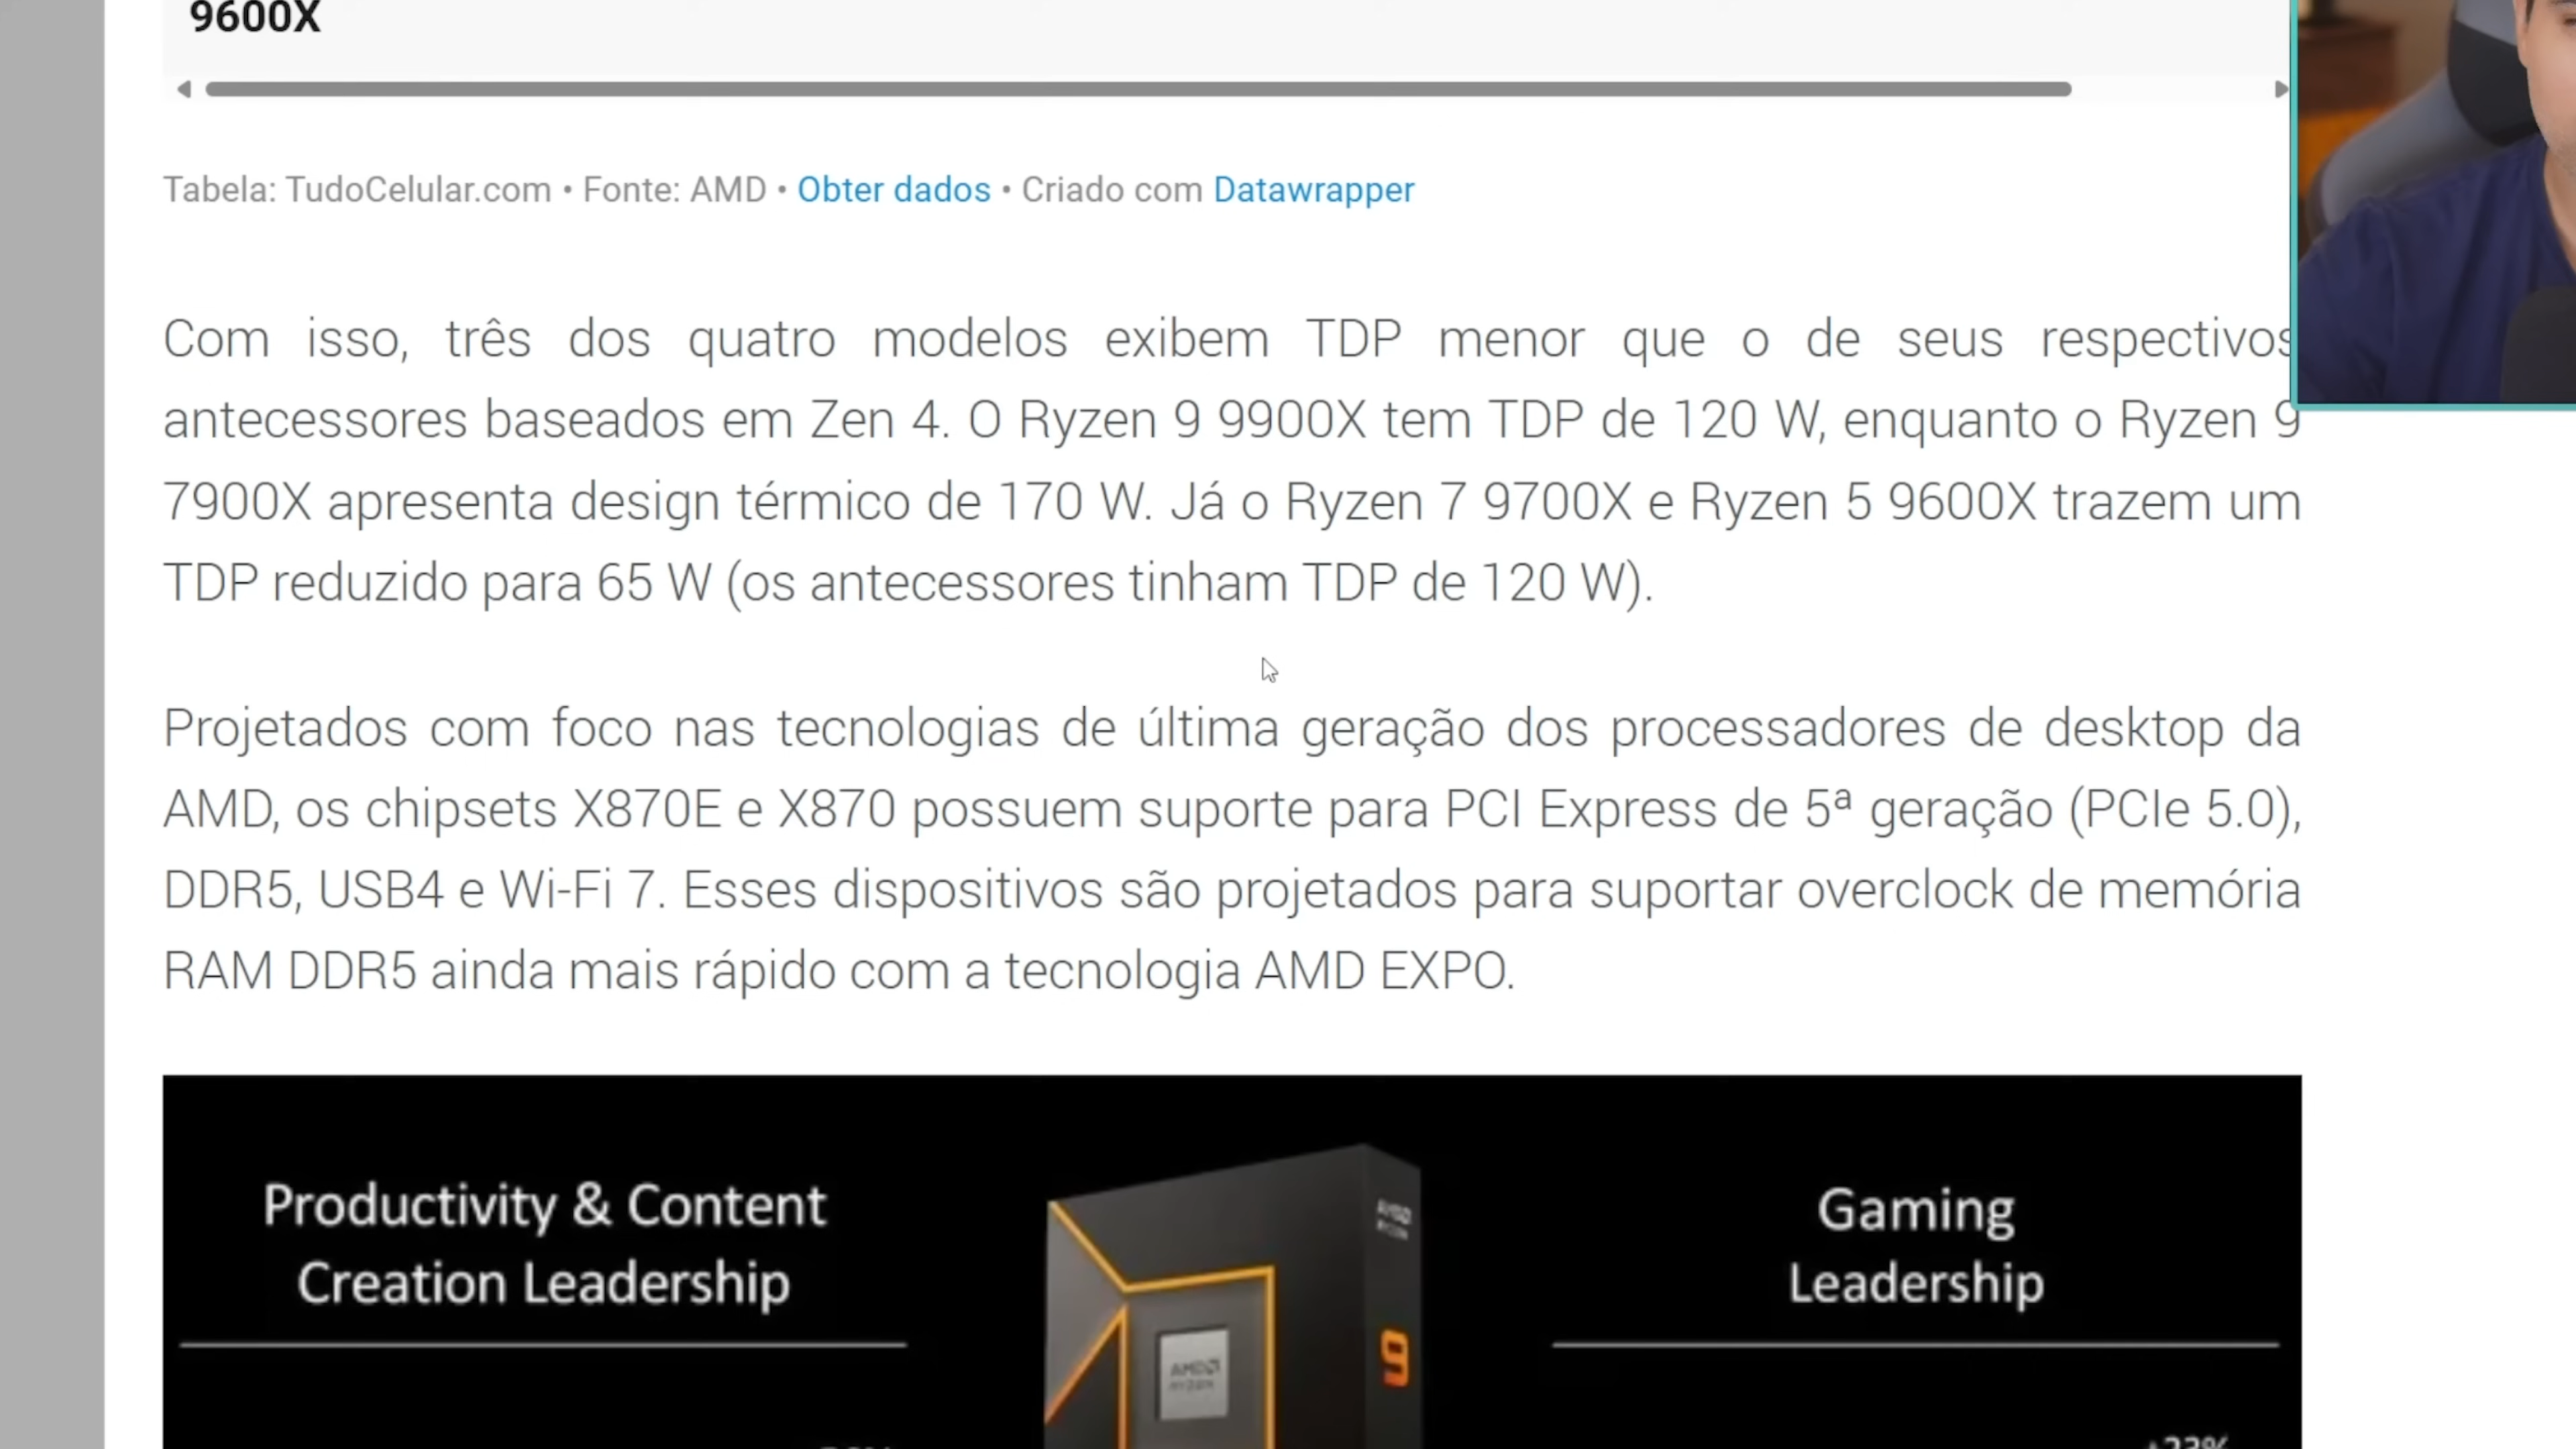 9600X
Tabela: TudoCelular.com • Fonte: AMD • Obter dados • Criado com Datawrapper
Com isso, três dos quatro modelos exibem TDP menor que o de seus respectivos
antecessores baseados em Zen 4. O Ryzen 9 9900X tem TDP de 120 W, enquanto o Ryzen 9
7900X apresenta design térmico de 170 W. Já o Ryzen 7 9700X e Ryzen 5 9600X trazem um
TDP reduzido para 65 W (os antecessores tinham TDP de 120 W).
Projetados com foco nas tecnologias de última geração dos processadores de desktop da
AMD, os chipsets X870E e X870 possuem suporte para PCI Express de 5ª geração (PCIe 5.0),
DDR5, USB4 e Wi-Fi 7. Esses dispositivos são projetados para suportar overclock de memória
RAM DDR5 ainda mais rápido com a tecnologia AMD EXPO.
Productivity & Content
Creation Leadership
AMD
RYZEN
9
AMD
RYZEN
Gaming
Leadership